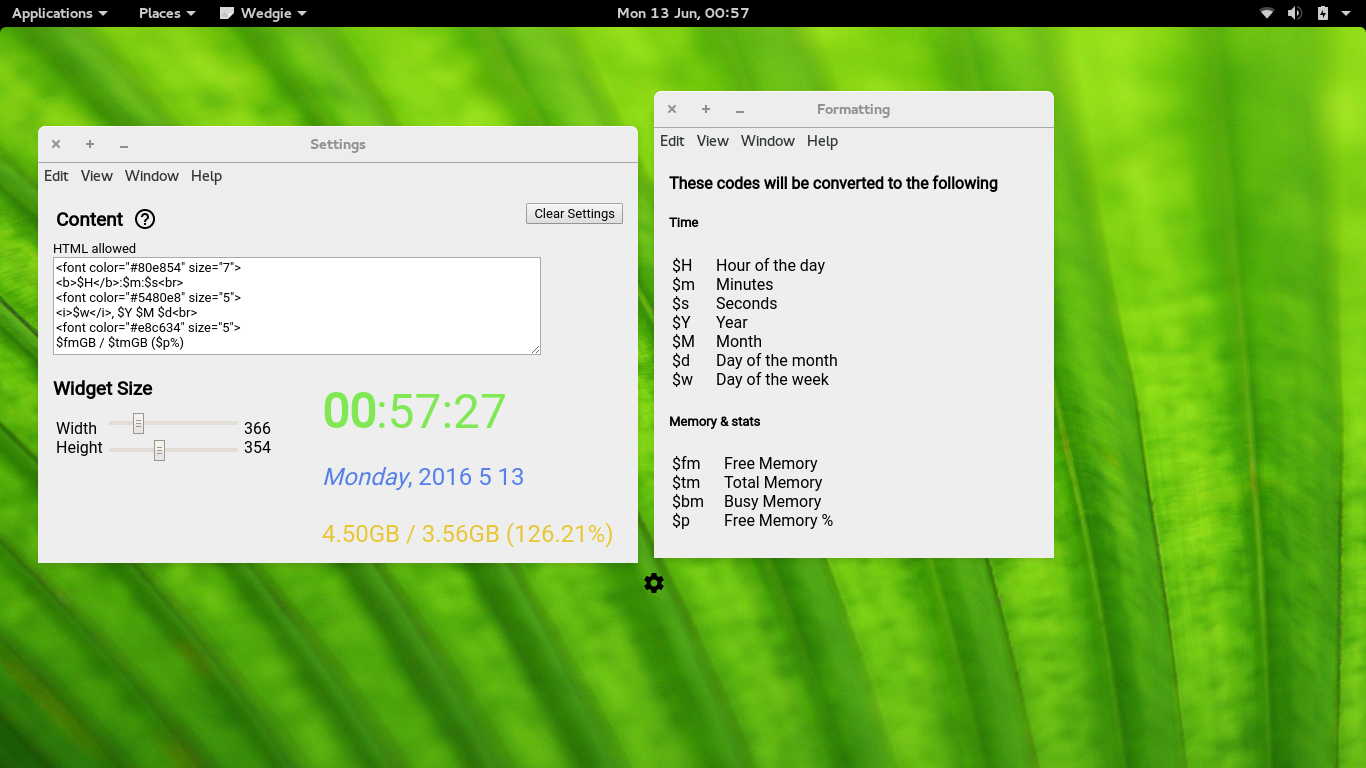 Applications Places Wedgie Mon 13 Jun, 00:57
Settings
Edit View Window Help
Content
Clear Settings
HTML allowed
<font color="#80e854" size="7">
<b>$H</b>:$m:$s<br>
<font color="#5480e8" size="5">
<i>$w</i>, $Y $M $d<br>
<font color="#e8c634" size="5">
$fmGB / $tmGB ($p%)
Widget Size
Width 366
Height 354
00:57:27
Monday, 2016 5 13
4.50GB / 3.56GB (126.21%)
Formatting
Edit View Window Help
These codes will be converted to the following
Time
$H Hour of the day
$m Minutes
$s Seconds
$Y Year
$M Month
$d Day of the month
$w Day of the week
Memory & stats
$fm Free Memory
$tm Total Memory
$bm Busy Memory
$p Free Memory %